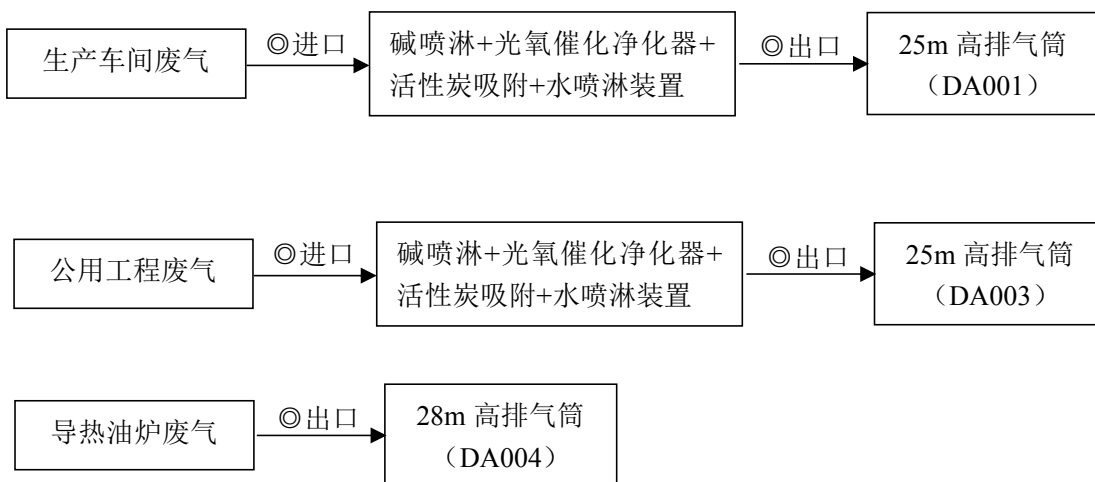 生产车间废气
◎进口
碱喷淋+光氧催化净化器+
活性炭吸附+水喷淋装置
◎出口
25m 高排气筒
（DA001）
公用工程废气
◎进口
碱喷淋+光氧催化净化器+
活性炭吸附+水喷淋装置
◎出口
25m 高排气筒
（DA003）
导热油炉废气
◎出口
28m 高排气筒
（DA004）